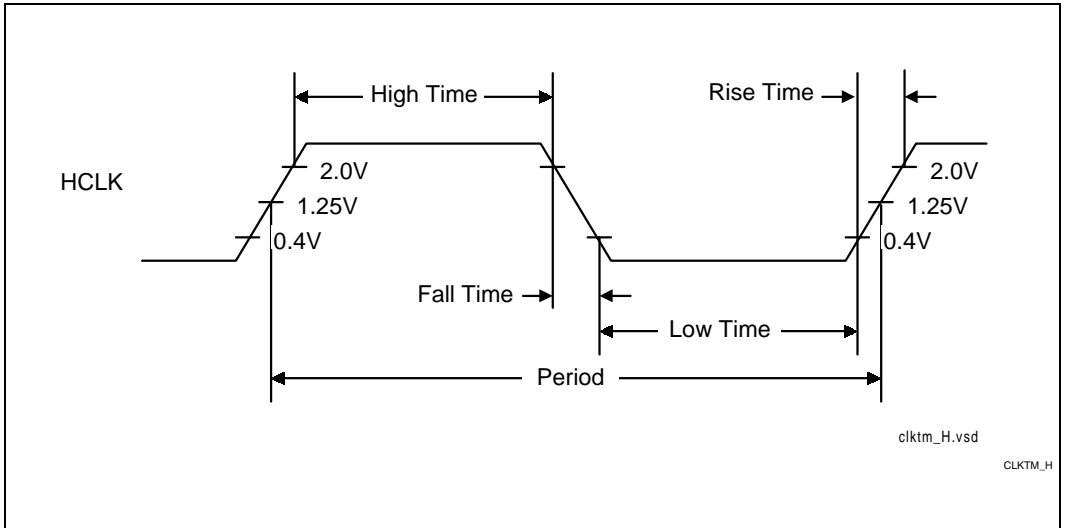 High Time
Rise Time
HCLK
2.0V
2.0V
1.25V
1.25V
0.4V
0.4V
Fall Time
Low Time
Period
clktm_H.vsd
CLKTM_H